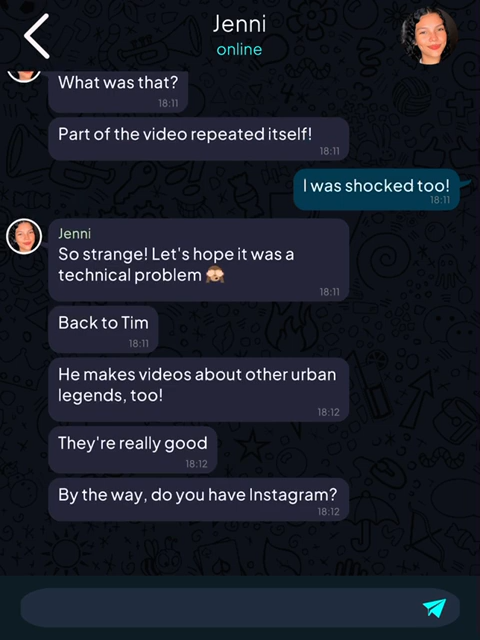 Jenni
online
What was that?
18:11
Part of the video repeated itself!
18:11
I was shocked too!
18:11
Jenni
So strange! Let's hope it was a
technical problem 🙈
18:11
Back to Tim
18:11
He makes videos about other urban
legends, too!
18:12
They're really good
18:12
By the way, do you have Instagram?
18:12